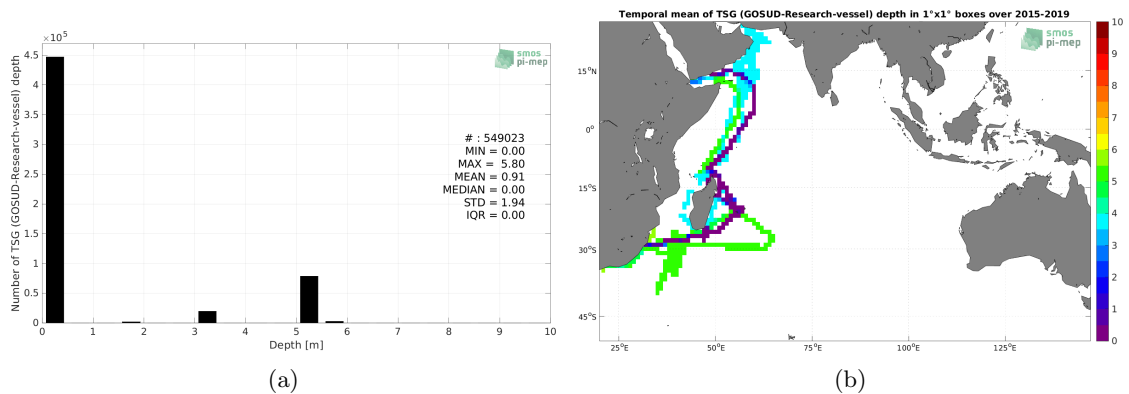 ×10⁵
4.5
4
3.5
3
2.5
2
1.5
1
0.5
0
Number of TSG (GOSUD-Research-vessel) depth
smos
pi-mep
# : 549023
MIN = 0.00
MAX = 5.80
MEAN = 0.91
MEDIAN = 0.00
STD = 1.94
IQR = 0.00
0 1 2 3 4 5 6 7 8 9 10
Depth [m]
(a)
Temporal mean of TSG (GOSUD-Research-vessel) depth in 1°x1° boxes over 2015-2019
smos
pi-mep
15°N
0°
15°S
30°S
45°S
25°E 50°E 75°E 100°E 125°E
10
9
8
7
6
5
4
3
2
1
0
(b)